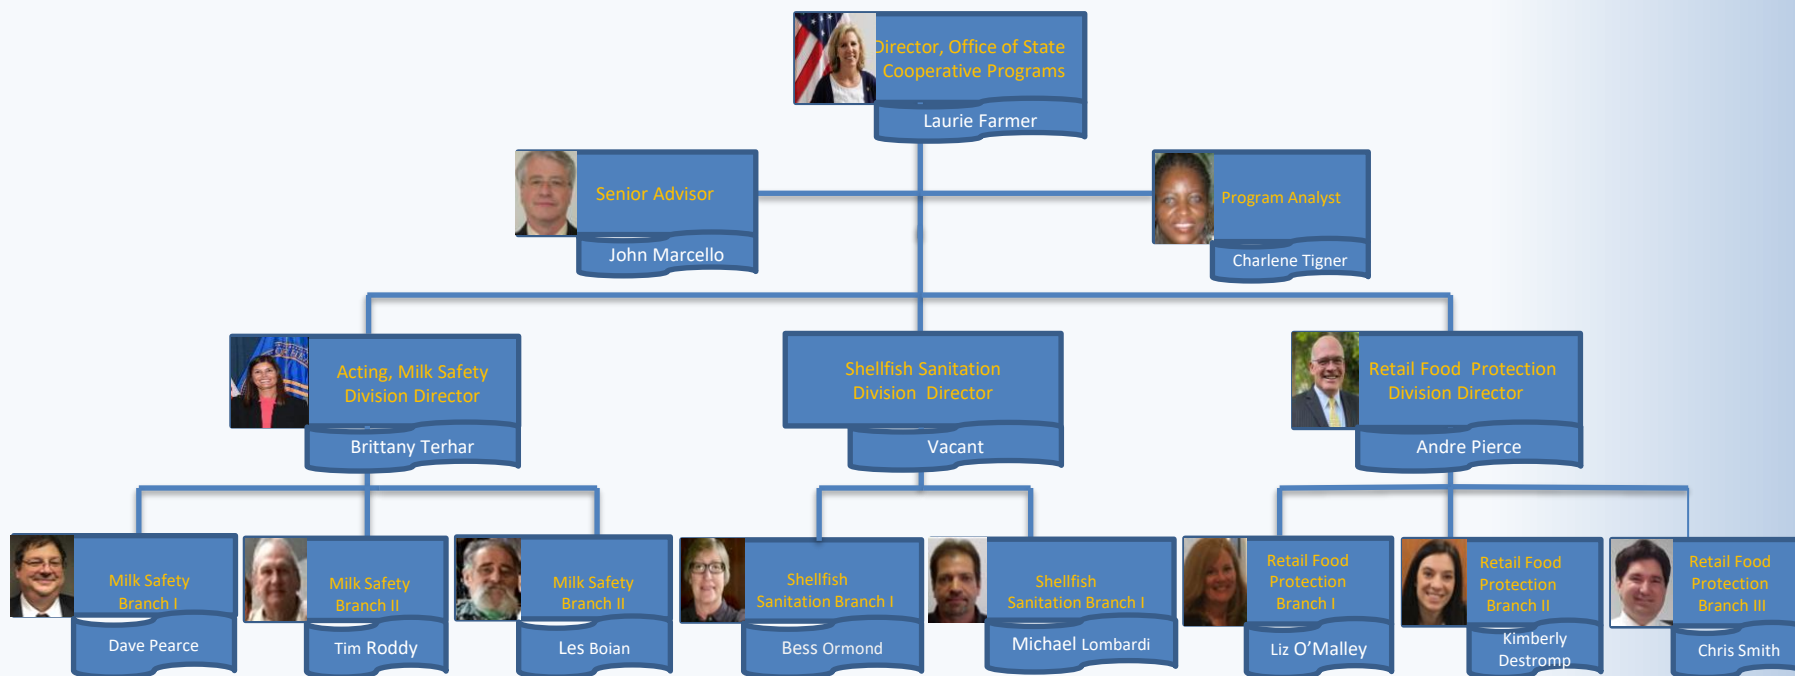 Director, Office of State
Cooperative Programs
Laurie Farmer
Senior Advisor
John Marcello
Program Analyst
Charlene Tigner
Acting, Milk Safety
Division Director
Brittany Terhar
Shellfish Sanitation
Division Director
Vacant
Retail Food Protection
Division Director
Andre Pierce
Milk Safety
Branch I
Dave Pearce
Milk Safety
Branch II
Tim Roddy
Milk Safety
Branch II
Les Boian
Shellfish
Sanitation Branch I
Bess Ormond
Shellfish
Sanitation Branch I
Michael Lombardi
Retail Food
Protection
Branch I
Liz O’Malley
Retail Food
Protection
Branch II
Kimberly
Destromp
Retail Food
Protection
Branch III
Chris Smith